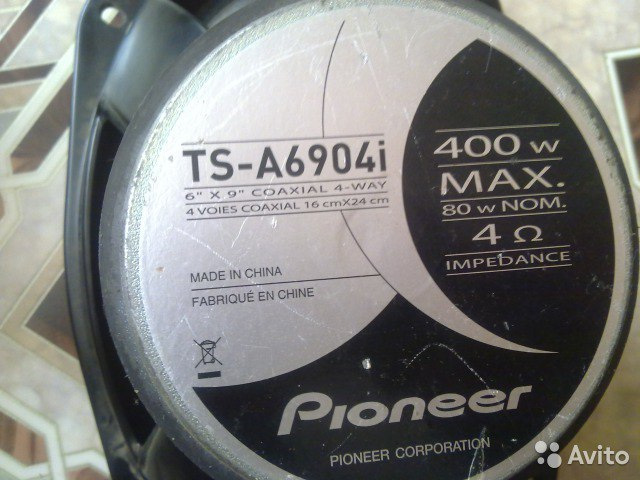 TS-A6904i
6" X 9" COAXIAL 4-WAY
4 VOIES COAXIAL 16 cmX24 cm
400 w
MAX.
80 w NOM.
4 Ω
IMPEDANCE
MADE IN CHINA
FABRIQUÉ EN CHINE
Pioneer
PIONEER CORPORATION
Avito